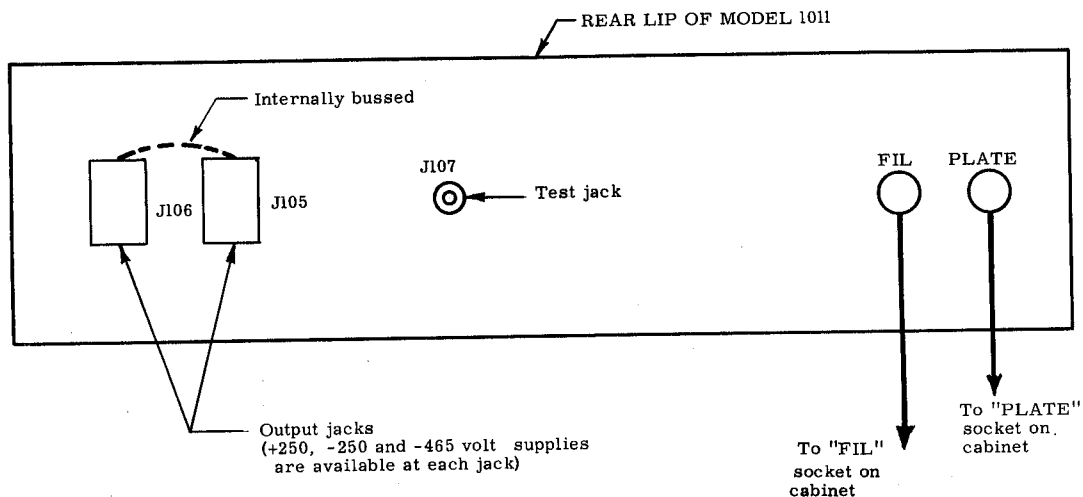 REAR LIP OF MODEL 1011
Internally bussed
J107
FIL
PLATE
J106
J105
Test jack
Output jacks
(+250, -250 and -465 volt supplies
are available at each jack)
To "FIL"
socket on
cabinet
To "PLATE"
socket on
cabinet